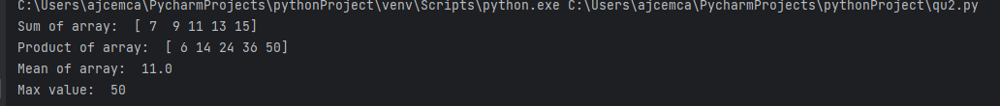 C:\Users\ajcemca\PycharmProjects\pythonProject\venv\Scripts\python.exe C:\Users\ajcemca\PycharmProjects\pythonProject\qu2.py
Sum of array:  [ 7  9 11 13 15]
Product of array:  [ 6 14 24 36 50]
Mean of array:  11.0
Max value:  50